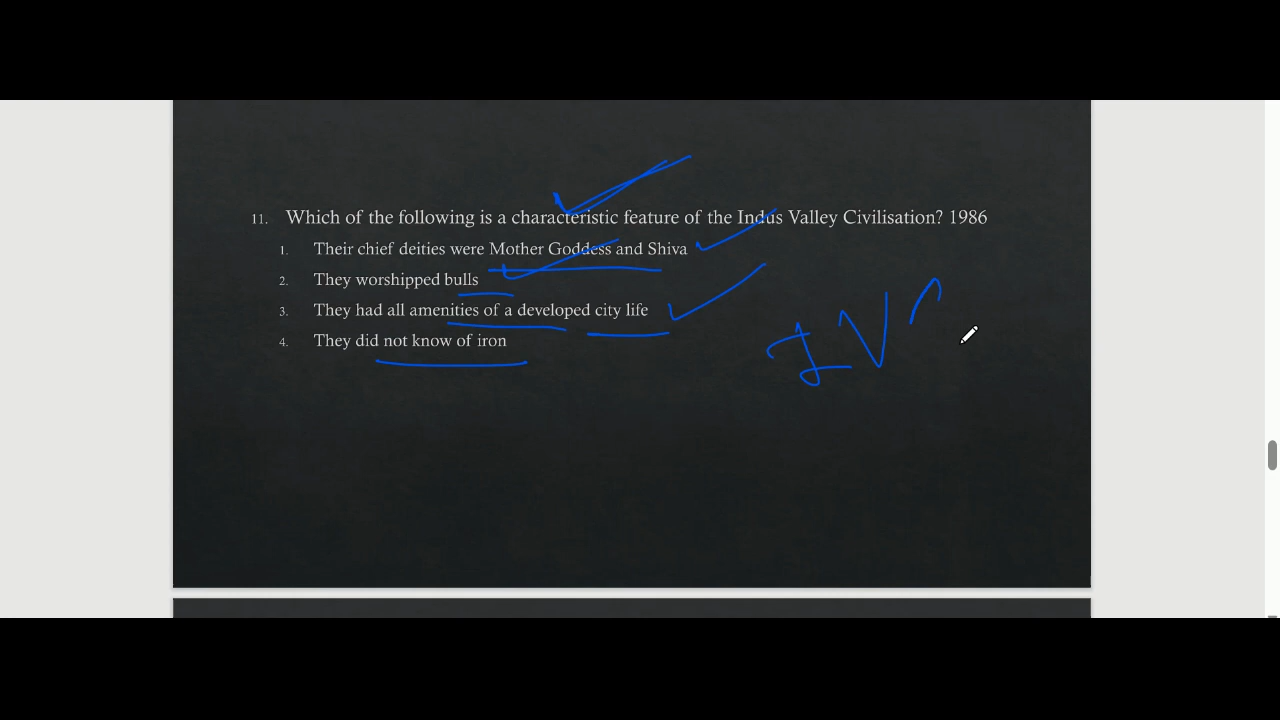 11. Which of the following is a characteristic feature of the Indus Valley Civilisation? 1986
1. Their chief deities were Mother Goddess and Shiva
2. They worshipped bulls
3. They had all amenities of a developed city life
4. They did not know of iron
IV